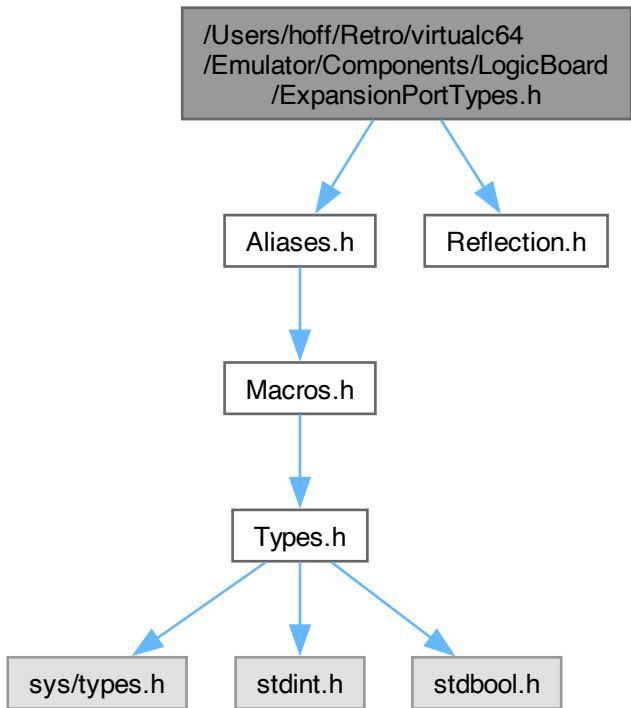 /Users/hoff/Retro/virtualc64
/Emulator/Components/LogicBoard
/ExpansionPortTypes.h
Aliases.h
Reflection.h
Macros.h
Types.h
sys/types.h
stdint.h
stdbool.h